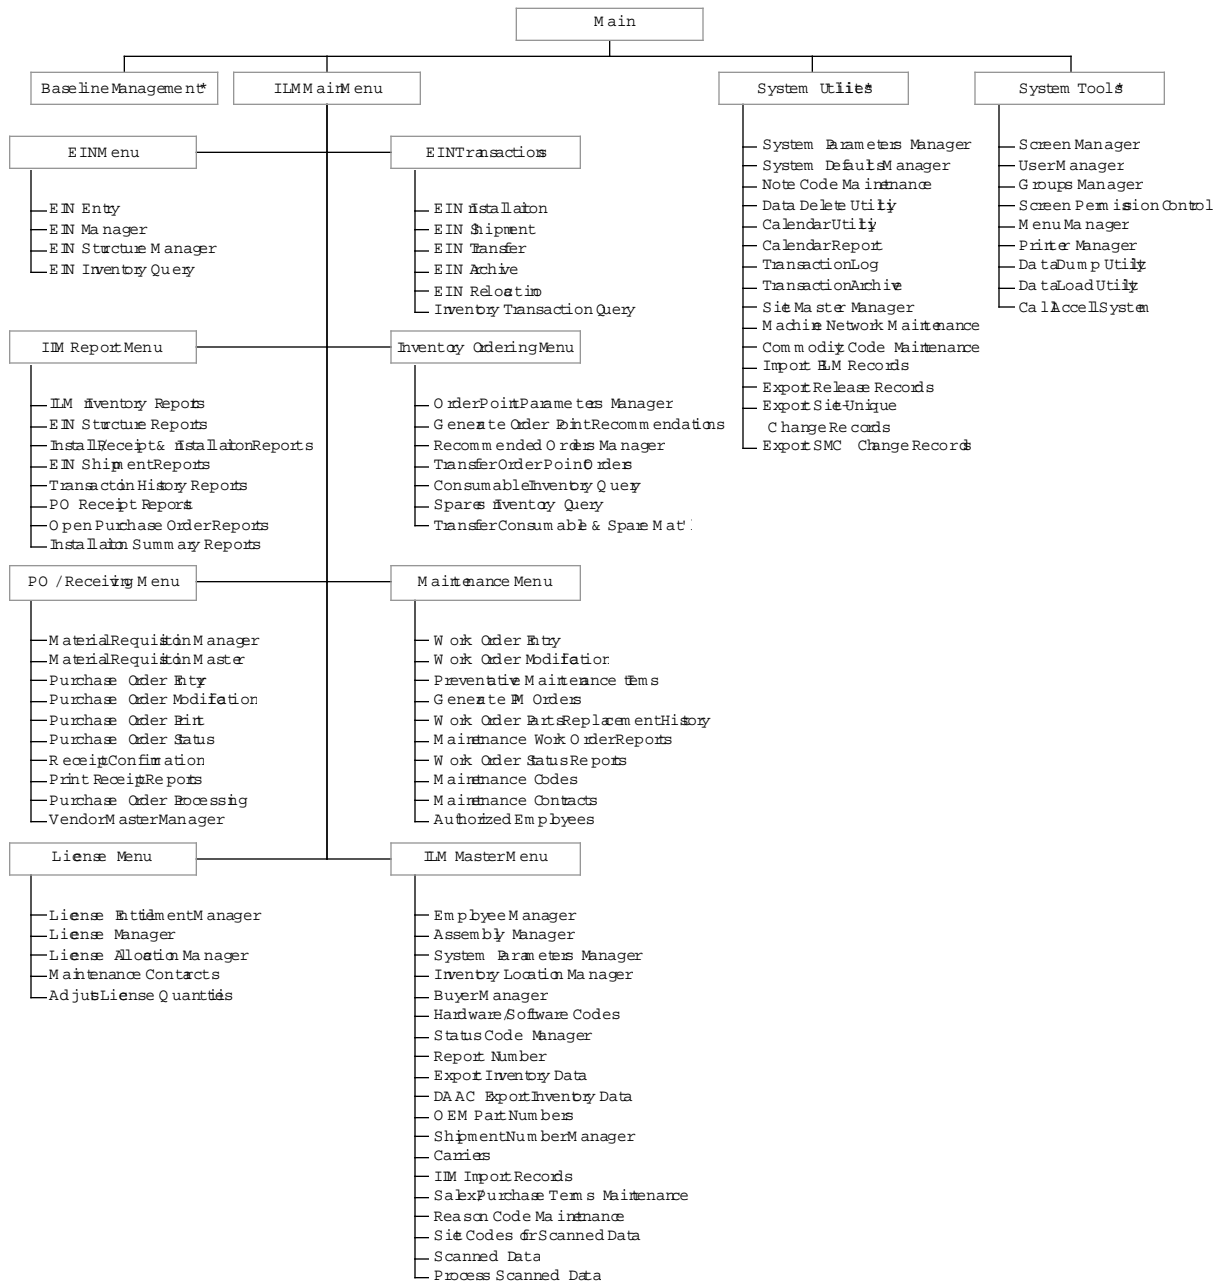 Main
Baseline Management*
ILM Main Menu
System Utilities*
System Tools*
EIN Menu
EIN Entry
EIN Manager
EIN Structure Manager
EIN Inventory Query
EIN Transactions
EIN Installation
EIN Shipment
EIN Transfer
EIN Archive
EIN Relocation
Inventory Transaction Query
System Parameters Manager
System Defaults Manager
Note Code Maintenance
Data Delete Utility
Calendar Utility
Calendar Report
Transaction Log
Transaction Archive
Site Master Manager
Machine Network Maintenance
Commodity Code Maintenance
Import BLM Records
Export Release Records
Export Site-Unique
Change Records
Export SMC Change Records
Screen Manager
User Manager
Groups Manager
Screen Permission Control
Menu Manager
Printer Manager
Data Dump Utility
Data Load Utility
Call Accell System
ILM Report Menu
ILM Inventory Reports
EIN Structure Reports
Install/Receipt & Installation Reports
EIN Shipment Reports
Transaction History Reports
PO Receipt Reports
Open Purchase Order Reports
Installation Summary Reports
Inventory Ordering Menu
Order Point Parameters Manager
Generate Order Point Recommendations
Recommended Orders Manager
Transfer Order Point Orders
Consumable Inventory Query
Spares Inventory Query
Transfer Consumable & Spare Mat'l
PO / Receiving Menu
Material Requisition Manager
Material Requisition Master
Purchase Order Entry
Purchase Order Modification
Purchase Order Print
Purchase Order Status
Receipt Confirmation
Print Receipt Reports
Purchase Order Processing
Vendor Master Manager
Maintenance Menu
Work Order Entry
Work Order Modification
Preventative Maintenance Items
Generate PM Orders
Work Order Parts Replacement History
Maintenance Work Order Reports
Work Order Status Reports
Maintenance Codes
Maintenance Contacts
Authorized Employees
License Menu
License Entitlement Manager
License Manager
License Allocation Manager
Maintenance Contracts
Adjust License Quantities
ILM Master Menu
Employee Manager
Assembly Manager
System Parameters Manager
Inventory Location Manager
Buyer Manager
Hardware/Software Codes
Status Code Manager
Report Number
Export Inventory Data
DAAC Export Inventory Data
OEM Part Numbers
Shipment Number Manager
Carriers
ILM Import Records
Salex/Purchase Terms Maintenance
Reason Code Maintenance
Site Codes for Scanned Data
Scanned Data
Process Scanned Data